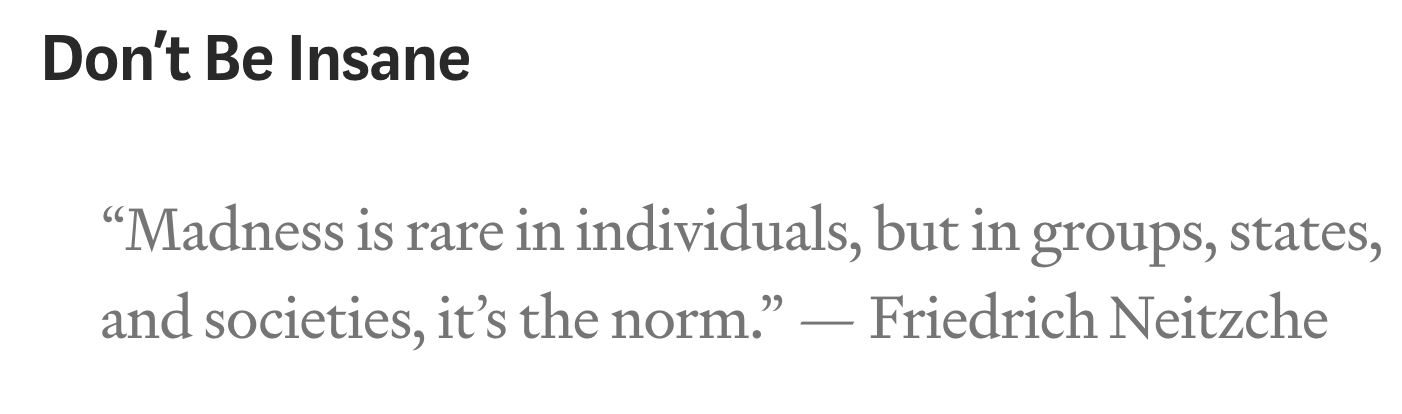 Don’t Be Insane
“Madness is rare in individuals, but in groups, states,
and societies, it’s the norm.” — Friedrich Neitzche